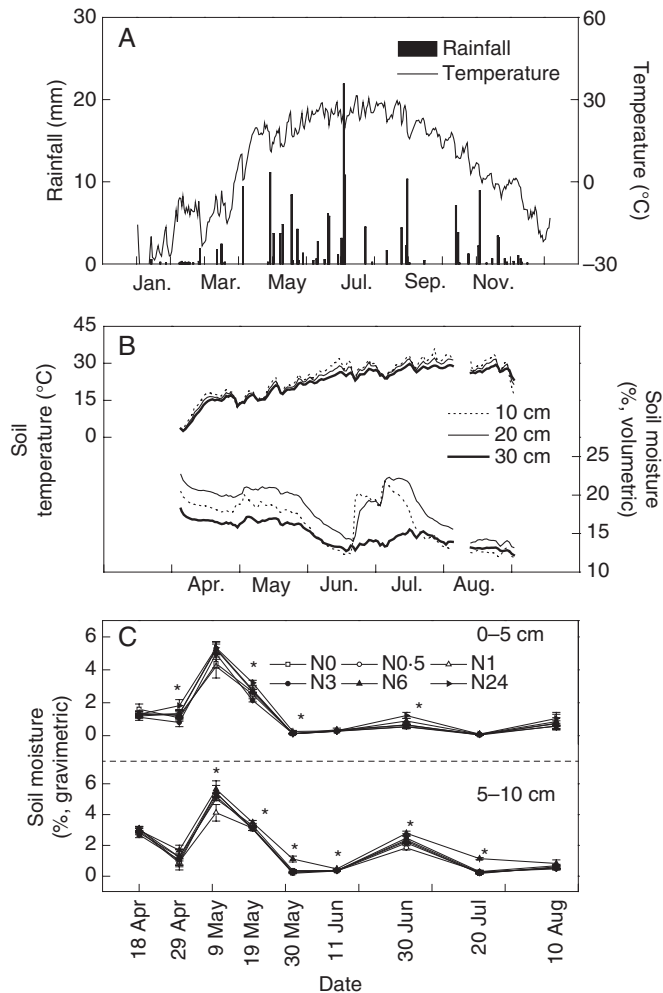 A
Rainfall
Temperature
Rainfall (mm)
30
20
10
0
Temperature (°C)
60
30
0
–30
Jan. Mar. May Jul. Sep. Nov.
B
Soil
temperature (°C)
45
30
15
0
10 cm
20 cm
30 cm
Soil moisture
(%, volumetric)
25
20
15
10
Apr. May Jun. Jul. Aug.
C
0–5 cm
N0 N0·5 N1
N3 N6 N24
Soil moisture
(%, gravimetric)
6
4
2
0
* * * *
5–10 cm
6
4
2
0
* * * * * *
18 Apr
29 Apr
9 May
19 May
30 May
11 Jun
30 Jun
20 Jul
10 Aug
Date